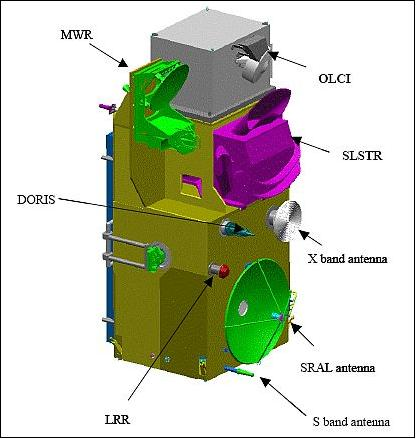 MWR
OLCI
SLSTR
DORIS
X band antenna
SRAL antenna
LRR
S band antenna